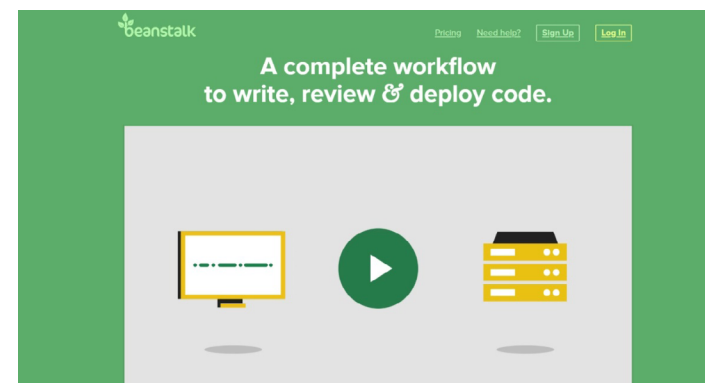 beanstalk
Pricing Need help? Sign Up Log In
A complete workflow
to write, review & deploy code.